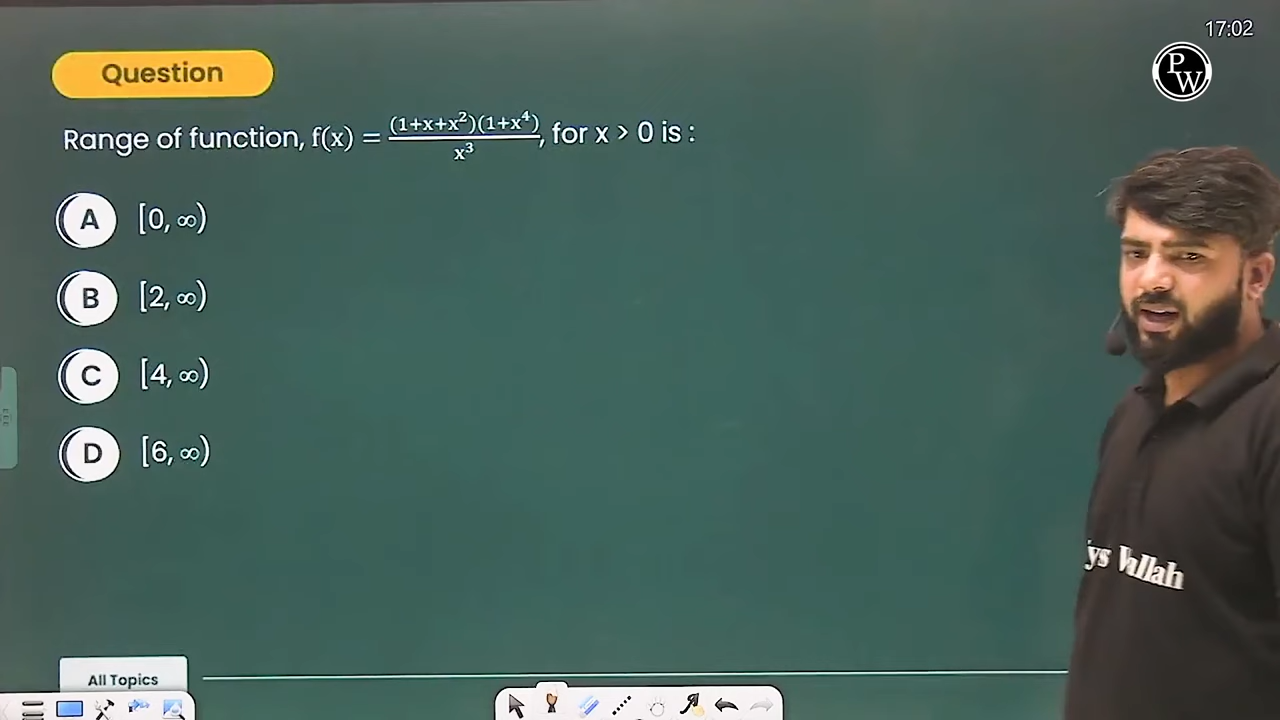 17:02
PW
Question
Range of function, f(x) = (1+x+x²)(1+x⁴)/x³, for x > 0 is :
A [0, ∞)
B [2, ∞)
C [4, ∞)
D [6, ∞)
ys Wallah
All Topics